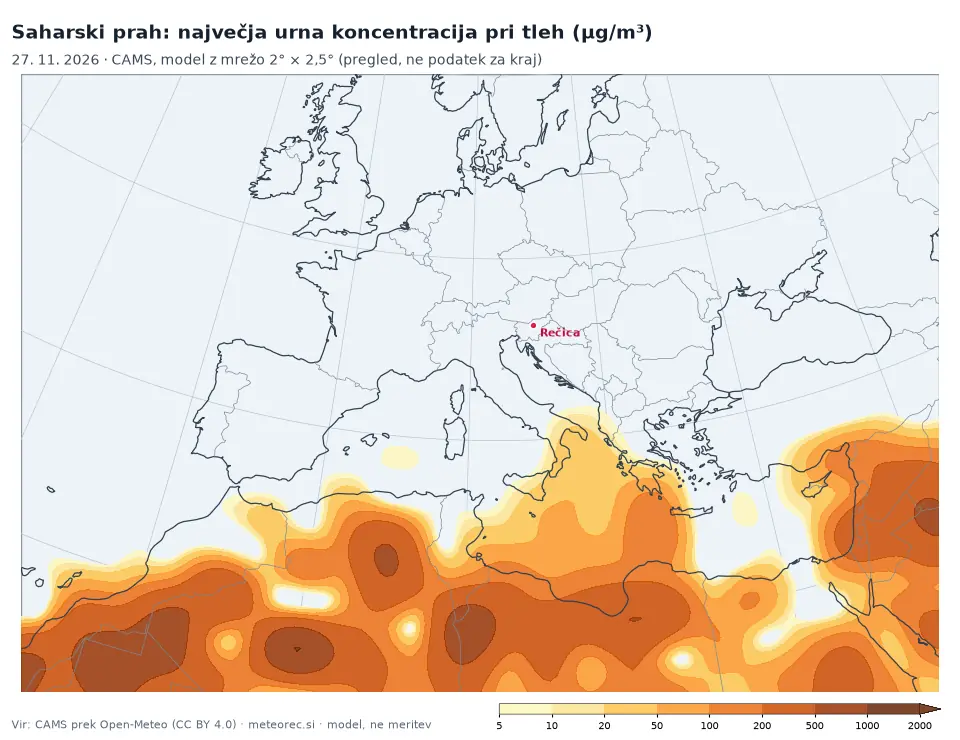 Saharski prah: največja urna koncentracija pri tleh (µg/m³)
27. 11. 2026 · CAMS, model z mrežo 2° × 2,5° (pregled, ne podatek za kraj)
Rečica
Vir: CAMS prek Open-Meteo (CC BY 4.0) · meteorec.si · model, ne meritev
5 10 20 50 100 200 500 1000 2000